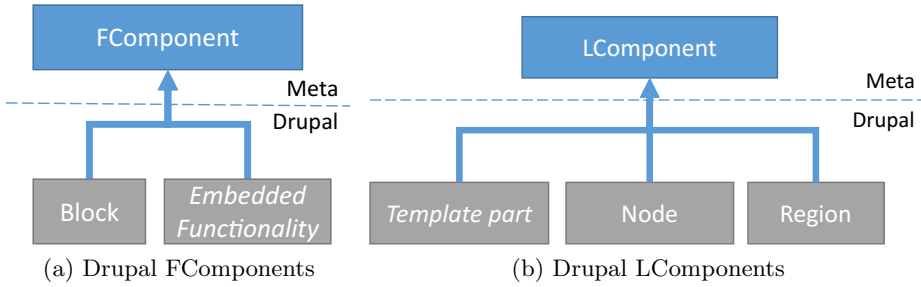 FComponent
Meta
Drupal
Block
Embedded
Functionality
(a) Drupal FComponents
LComponent
Meta
Drupal
Template part
Node
Region
(b) Drupal LComponents